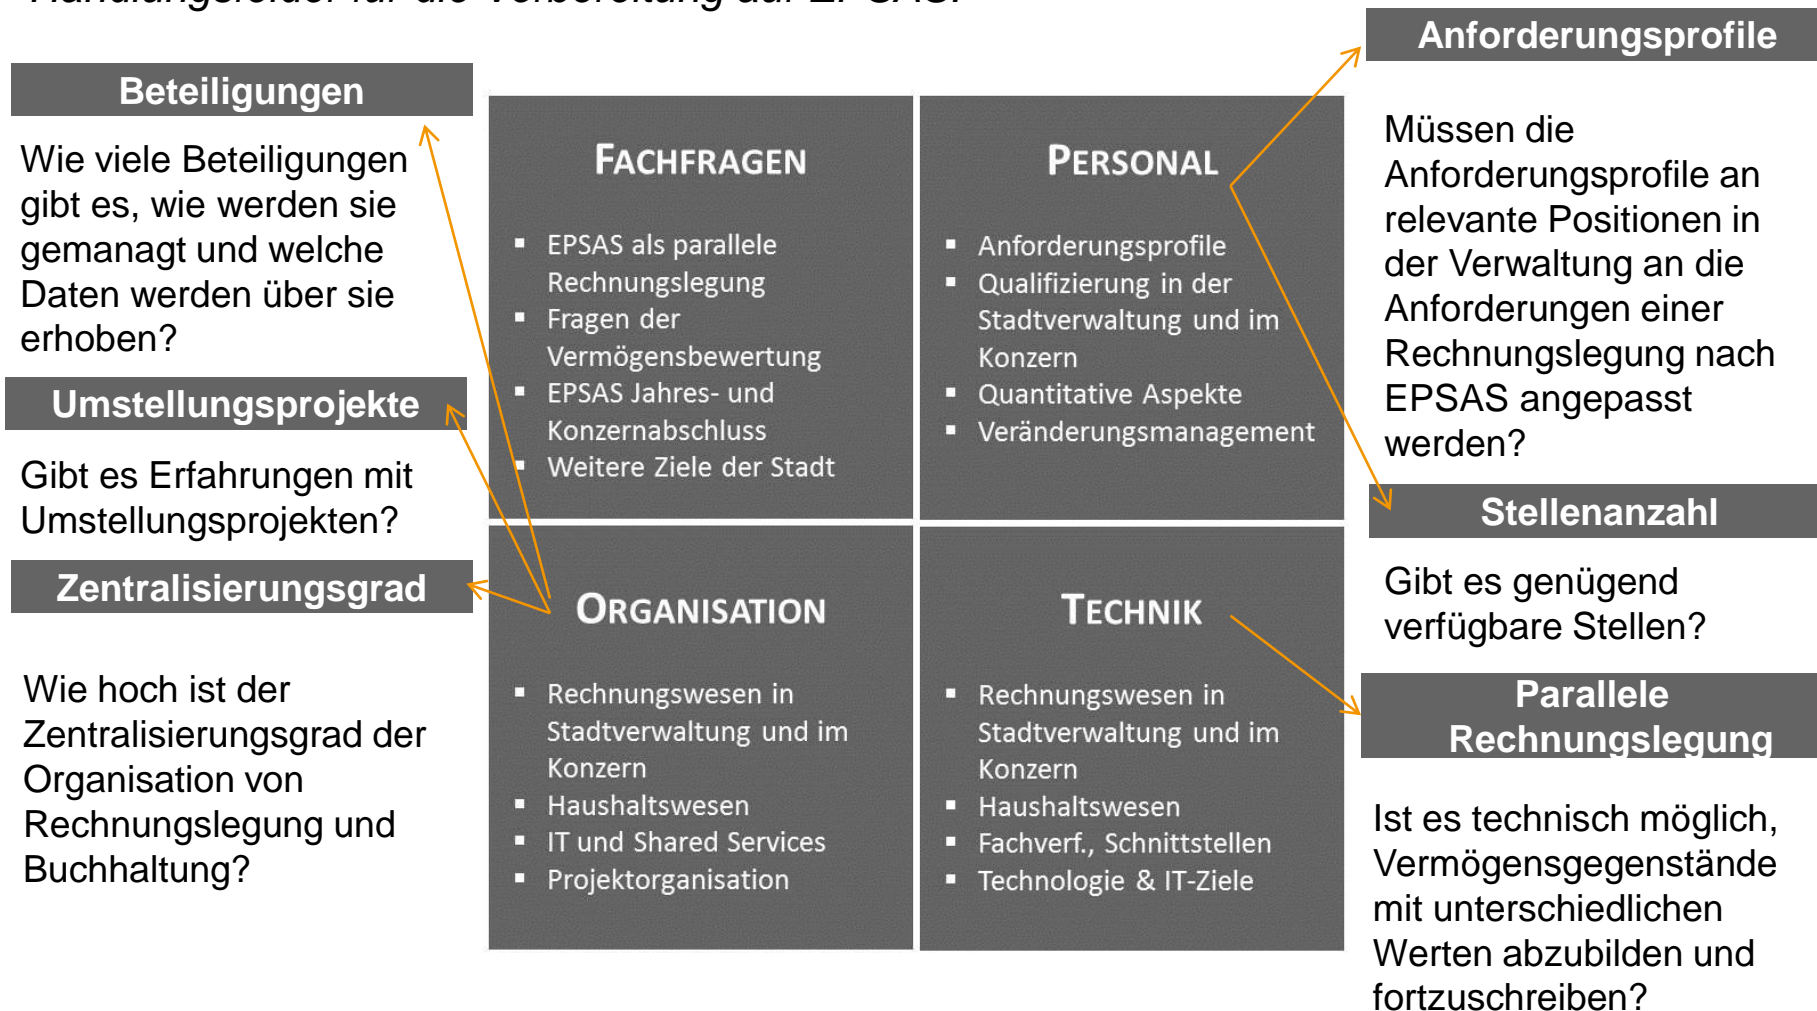 Handlungsfelder für die Vorbereitung auf EPSAS:
Beteiligungen
Wie viele Beteiligungen
gibt es, wie werden sie
gemanagt und welche
Daten werden über sie
erhoben?
Umstellungsprojekte
Gibt es Erfahrungen mit
Umstellungsprojekten?
Zentralisierungsgrad
Wie hoch ist der
Zentralisierungsgrad der
Organisation von
Rechnungslegung und
Buchhaltung?
FACHFRAGEN
▪ EPSAS als parallele
Rechnungslegung
▪ Fragen der
Vermögensbewertung
▪ EPSAS Jahres- und
Konzernabschluss
▪ Weitere Ziele der Stadt
PERSONAL
▪ Anforderungsprofile
▪ Qualifizierung in der
Stadtverwaltung und im
Konzern
▪ Quantitative Aspekte
▪ Veränderungsmanagement
ORGANISATION
▪ Rechnungswesen in
Stadtverwaltung und im
Konzern
▪ Haushaltswesen
▪ IT und Shared Services
▪ Projektorganisation
TECHNIK
▪ Rechnungswesen in
Stadtverwaltung und im
Konzern
▪ Haushaltswesen
▪ Fachverf., Schnittstellen
▪ Technologie & IT-Ziele
Anforderungsprofile
Müssen die
Anforderungsprofile an
relevante Positionen in
der Verwaltung an die
Anforderungen einer
Rechnungslegung nach
EPSAS angepasst
werden?
Stellenanzahl
Gibt es genügend
verfügbare Stellen?
Parallele
Rechnungslegung
Ist es technisch möglich,
Vermögensgegenstände
mit unterschiedlichen
Werten abzubilden und
fortzuschreiben?